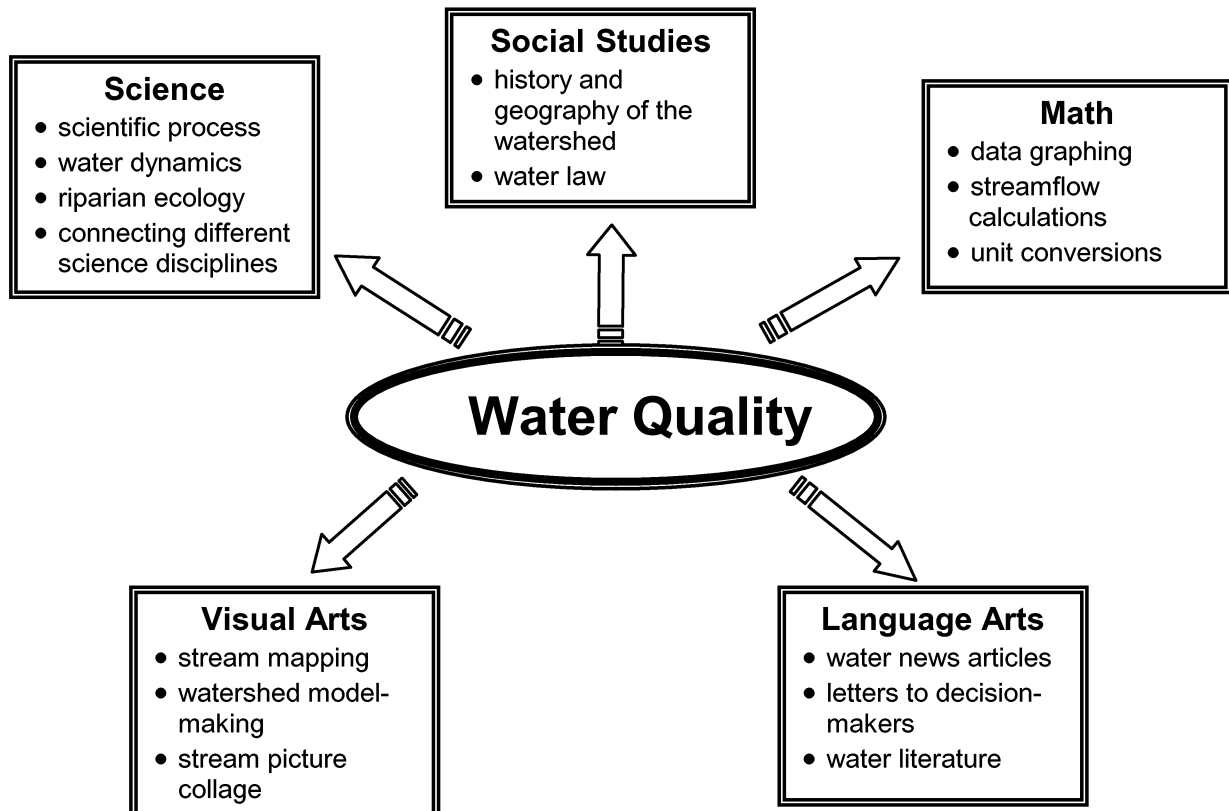 Science
• scientific process
• water dynamics
• riparian ecology
• connecting different
science disciplines
Social Studies
• history and
geography of the
watershed
• water law
Math
• data graphing
• streamflow
calculations
• unit conversions
Water Quality
Visual Arts
• stream mapping
• watershed model-
making
• stream picture
collage
Language Arts
• water news articles
• letters to decision-
makers
• water literature